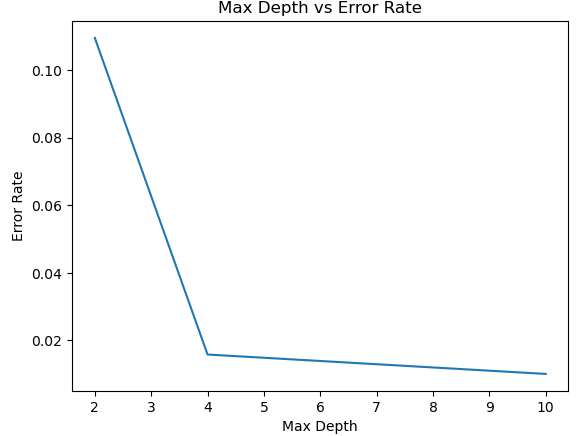 Max Depth vs Error Rate
0.10
0.08
0.06
0.04
0.02
Error Rate
2 3 4 5 6 7 8 9 10
Max Depth